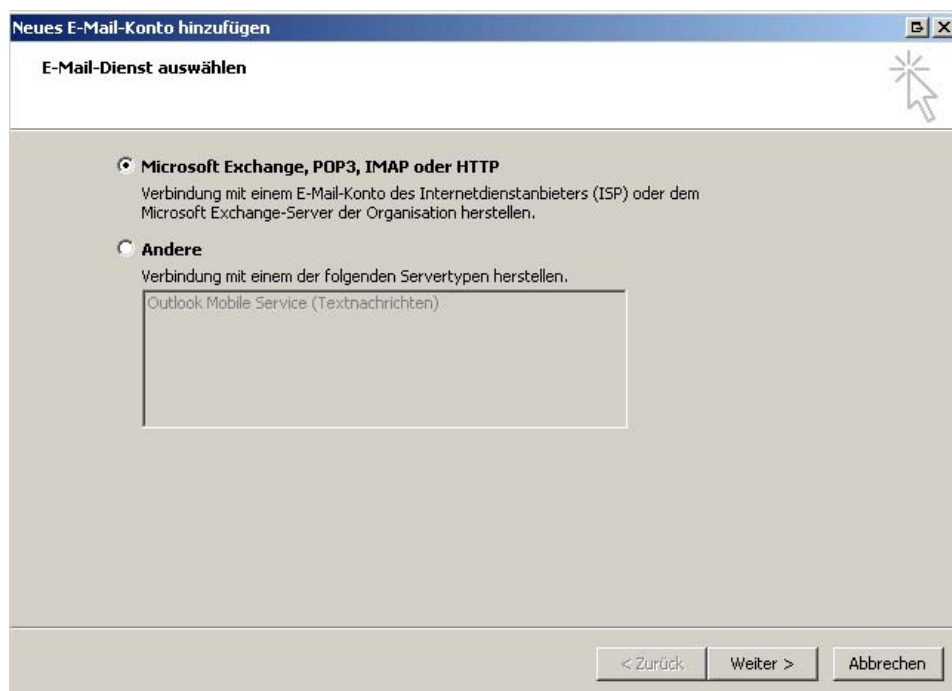 Neues E-Mail-Konto hinzufügen
E-Mail-Dienst auswählen
Microsoft Exchange, POP3, IMAP oder HTTP
Verbindung mit einem E-Mail-Konto des Internetdienstanbieters (ISP) oder dem
Microsoft Exchange-Server der Organisation herstellen.
Andere
Verbindung mit einem der folgenden Servertypen herstellen.
Outlook Mobile Service (Textnachrichten)
< Zurück Weiter > Abbrechen